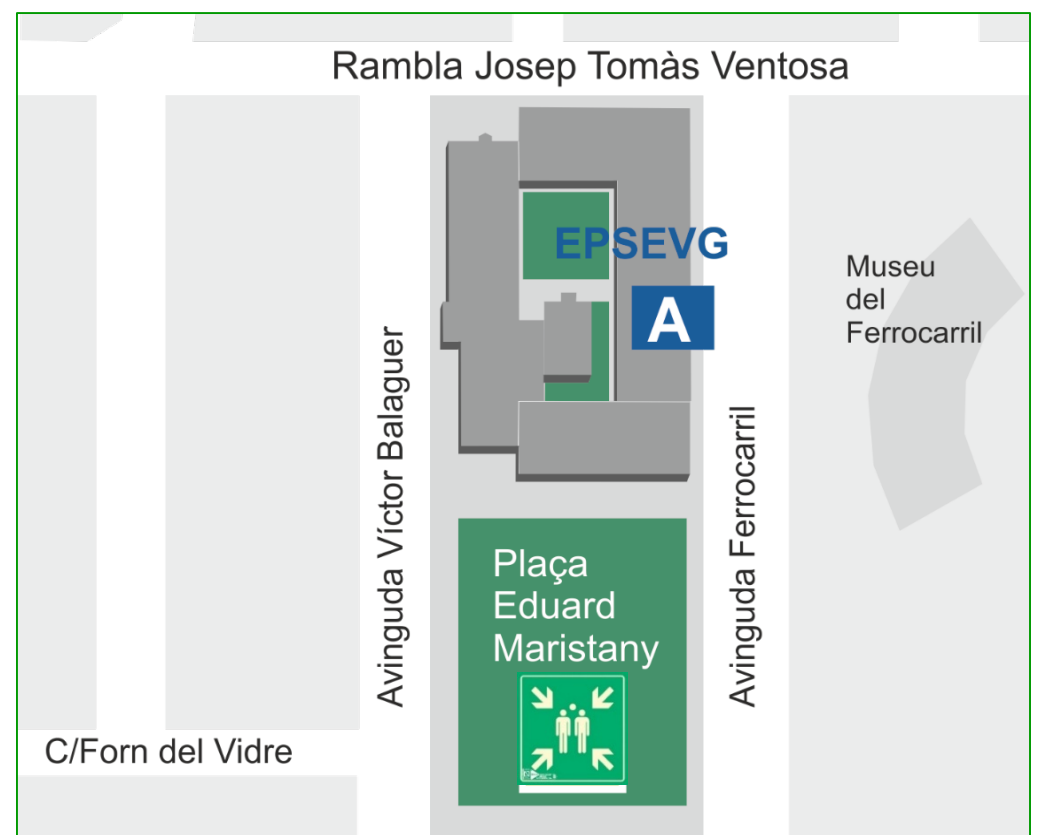 Rambla Josep Tomàs Ventosa
EPSEVG
A
Museu
del
Ferrocarril
Avinguda Víctor Balaguer
Avinguda Ferrocarril
Plaça
Eduard
Maristany
C/Forn del Vidre